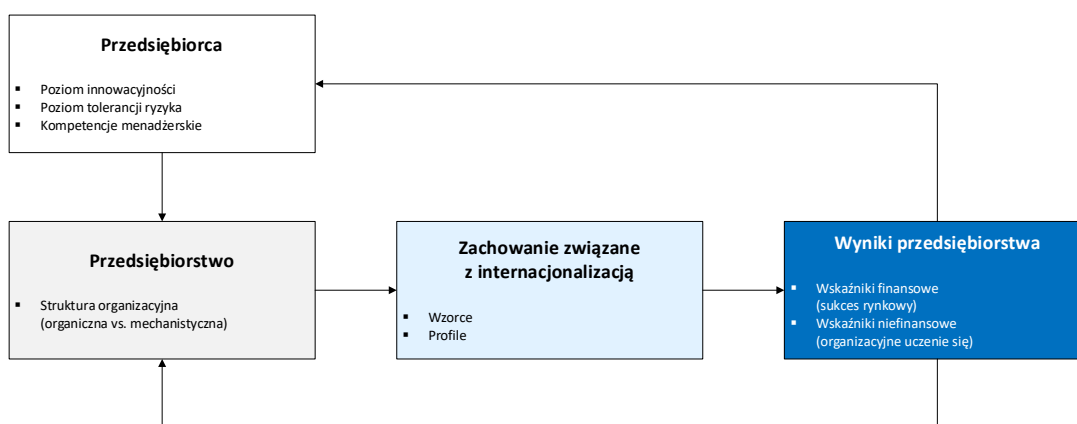 Przedsiębiorca
▪ Poziom innowacyjności
▪ Poziom tolerancji ryzyka
▪ Kompetencje menadżerskie
Przedsiębiorstwo
▪ Struktura organizacyjna
(organiczna vs. mechanistyczna)
Zachowanie związane
z internacjonalizacją
▪ Wzorce
▪ Profile
Wyniki przedsiębiorstwa
▪ Wskaźniki finansowe
(sukces rynkowy)
▪ Wskaźniki niefinansowe
(organizacyjne uczenie się)